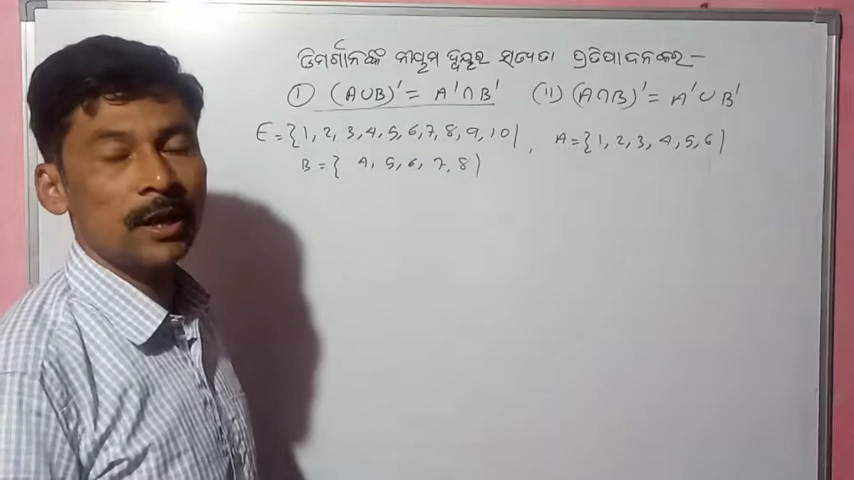 ଡିମର୍ଗାନଙ୍କ ନୀୟମ ଦ୍ୱୟର ସତ୍ୟତା ପ୍ରତିପାଦନ କର-
① (A∪B)' = A'∩B' (ii) (A∩B)' = A'∪B'
E = {1, 2, 3, 4, 5, 6, 7, 8, 9, 10}, A = {1, 2, 3, 4, 5, 6}
B = { 4, 5, 6, 7, 8}